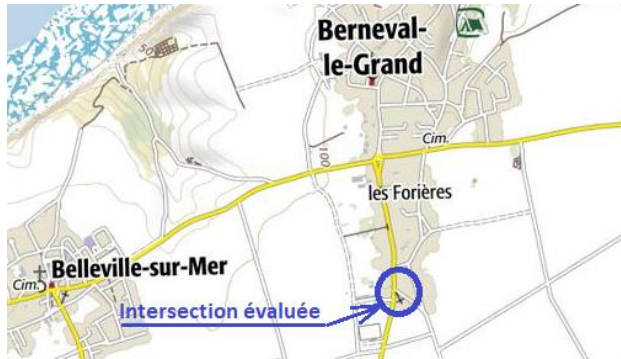 Berneval-
le-Grand
Cim.
100
les Forières
Belleville-sur-Mer
Cim.
Intersection évaluée